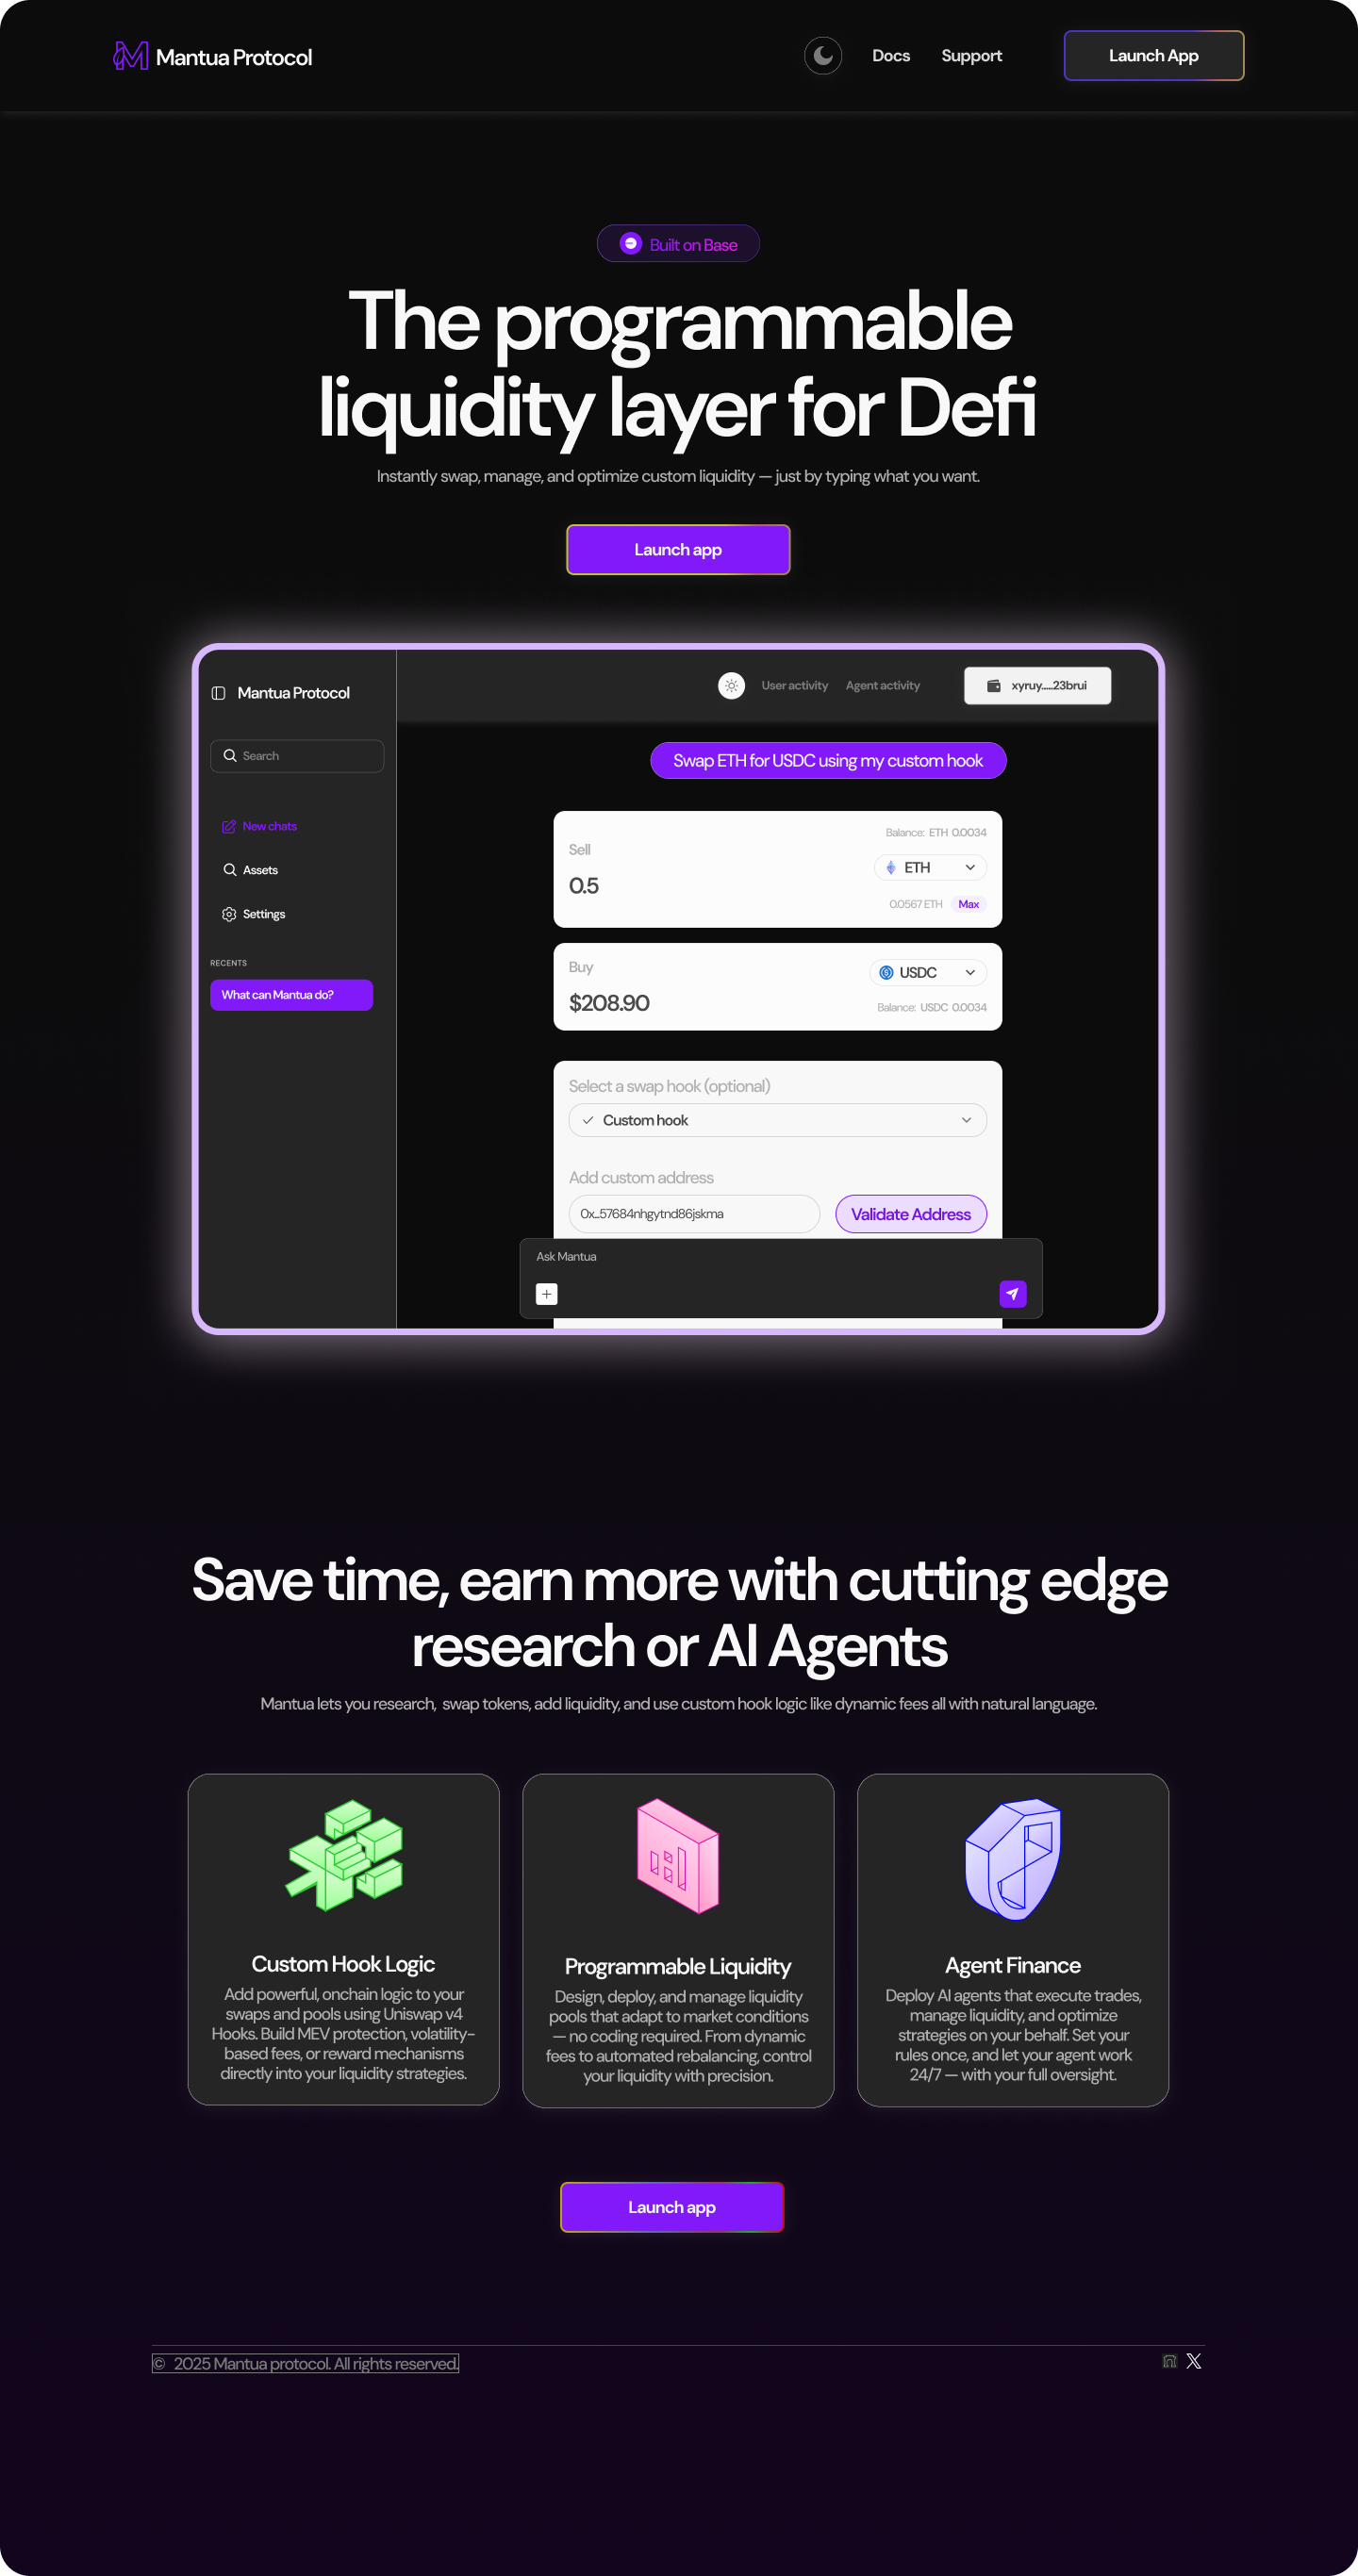 Mantua Protocol
Docs
Support
Launch App
Built on Base
The programmable
liquidity layer for Defi
Instantly swap, manage, and optimize custom liquidity — just by typing what you want.
Launch app
Mantua Protocol
User activity
Agent activity
xyruy......23brui
Search
New chats
Assets
Settings
RECENTS
What can Mantua do?
Swap ETH for USDC using my custom hook
Sell
0.5
Balance: ETH 0.0034
ETH
0.0567 ETH
Max
Buy
$208.90
USDC
Balance: USDC 0.0034
Select a swap hook (optional)
Custom hook
Add custom address
0x...57684nhgytnd86jskma
Validate Address
Ask Mantua
Save time, earn more with cutting edge
research or AI Agents
Mantua lets you research, swap tokens, add liquidity, and use custom hook logic like dynamic fees all with natural language.
Custom Hook Logic
Add powerful, onchain logic to your
swaps and pools using Uniswap v4
Hooks. Build MEV protection, volatility-
based fees, or reward mechanisms
directly into your liquidity strategies.
Programmable Liquidity
Design, deploy, and manage liquidity
pools that adapt to market conditions
— no coding required. From dynamic
fees to automated rebalancing, control
your liquidity with precision.
Agent Finance
Deploy AI agents that execute trades,
manage liquidity, and optimize
strategies on your behalf. Set your
rules once, and let your agent work
24/7 — with your full oversight.
Launch app
© 2025 Mantua protocol. All rights reserved.